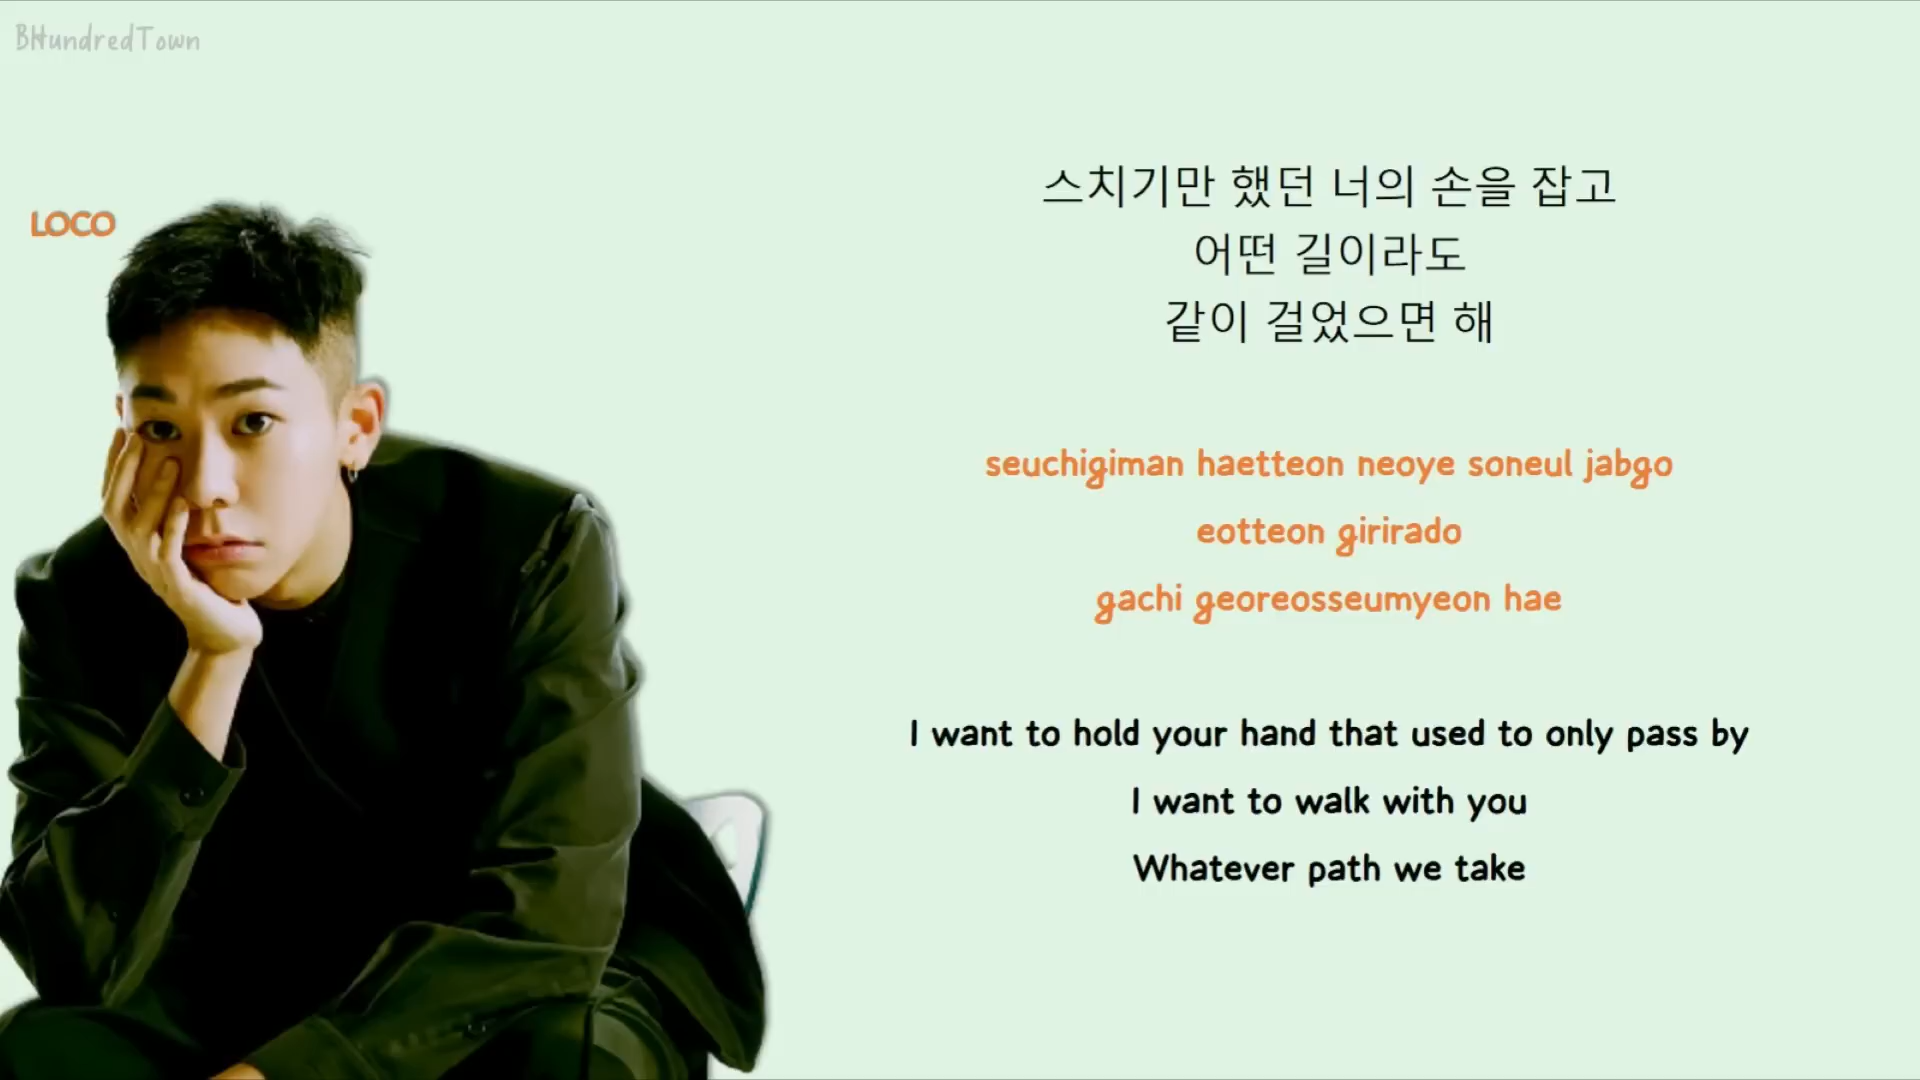 BHundredTown
LOCO
스치기만 했던 너의 손을 잡고
어떤 길이라도
같이 걸었으면 해
seuchigiman haetteon neoye soneul jabgo
eotteon girirado
gachi georeosseumyeon hae
I want to hold your hand that used to only pass by
I want to walk with you
Whatever path we take